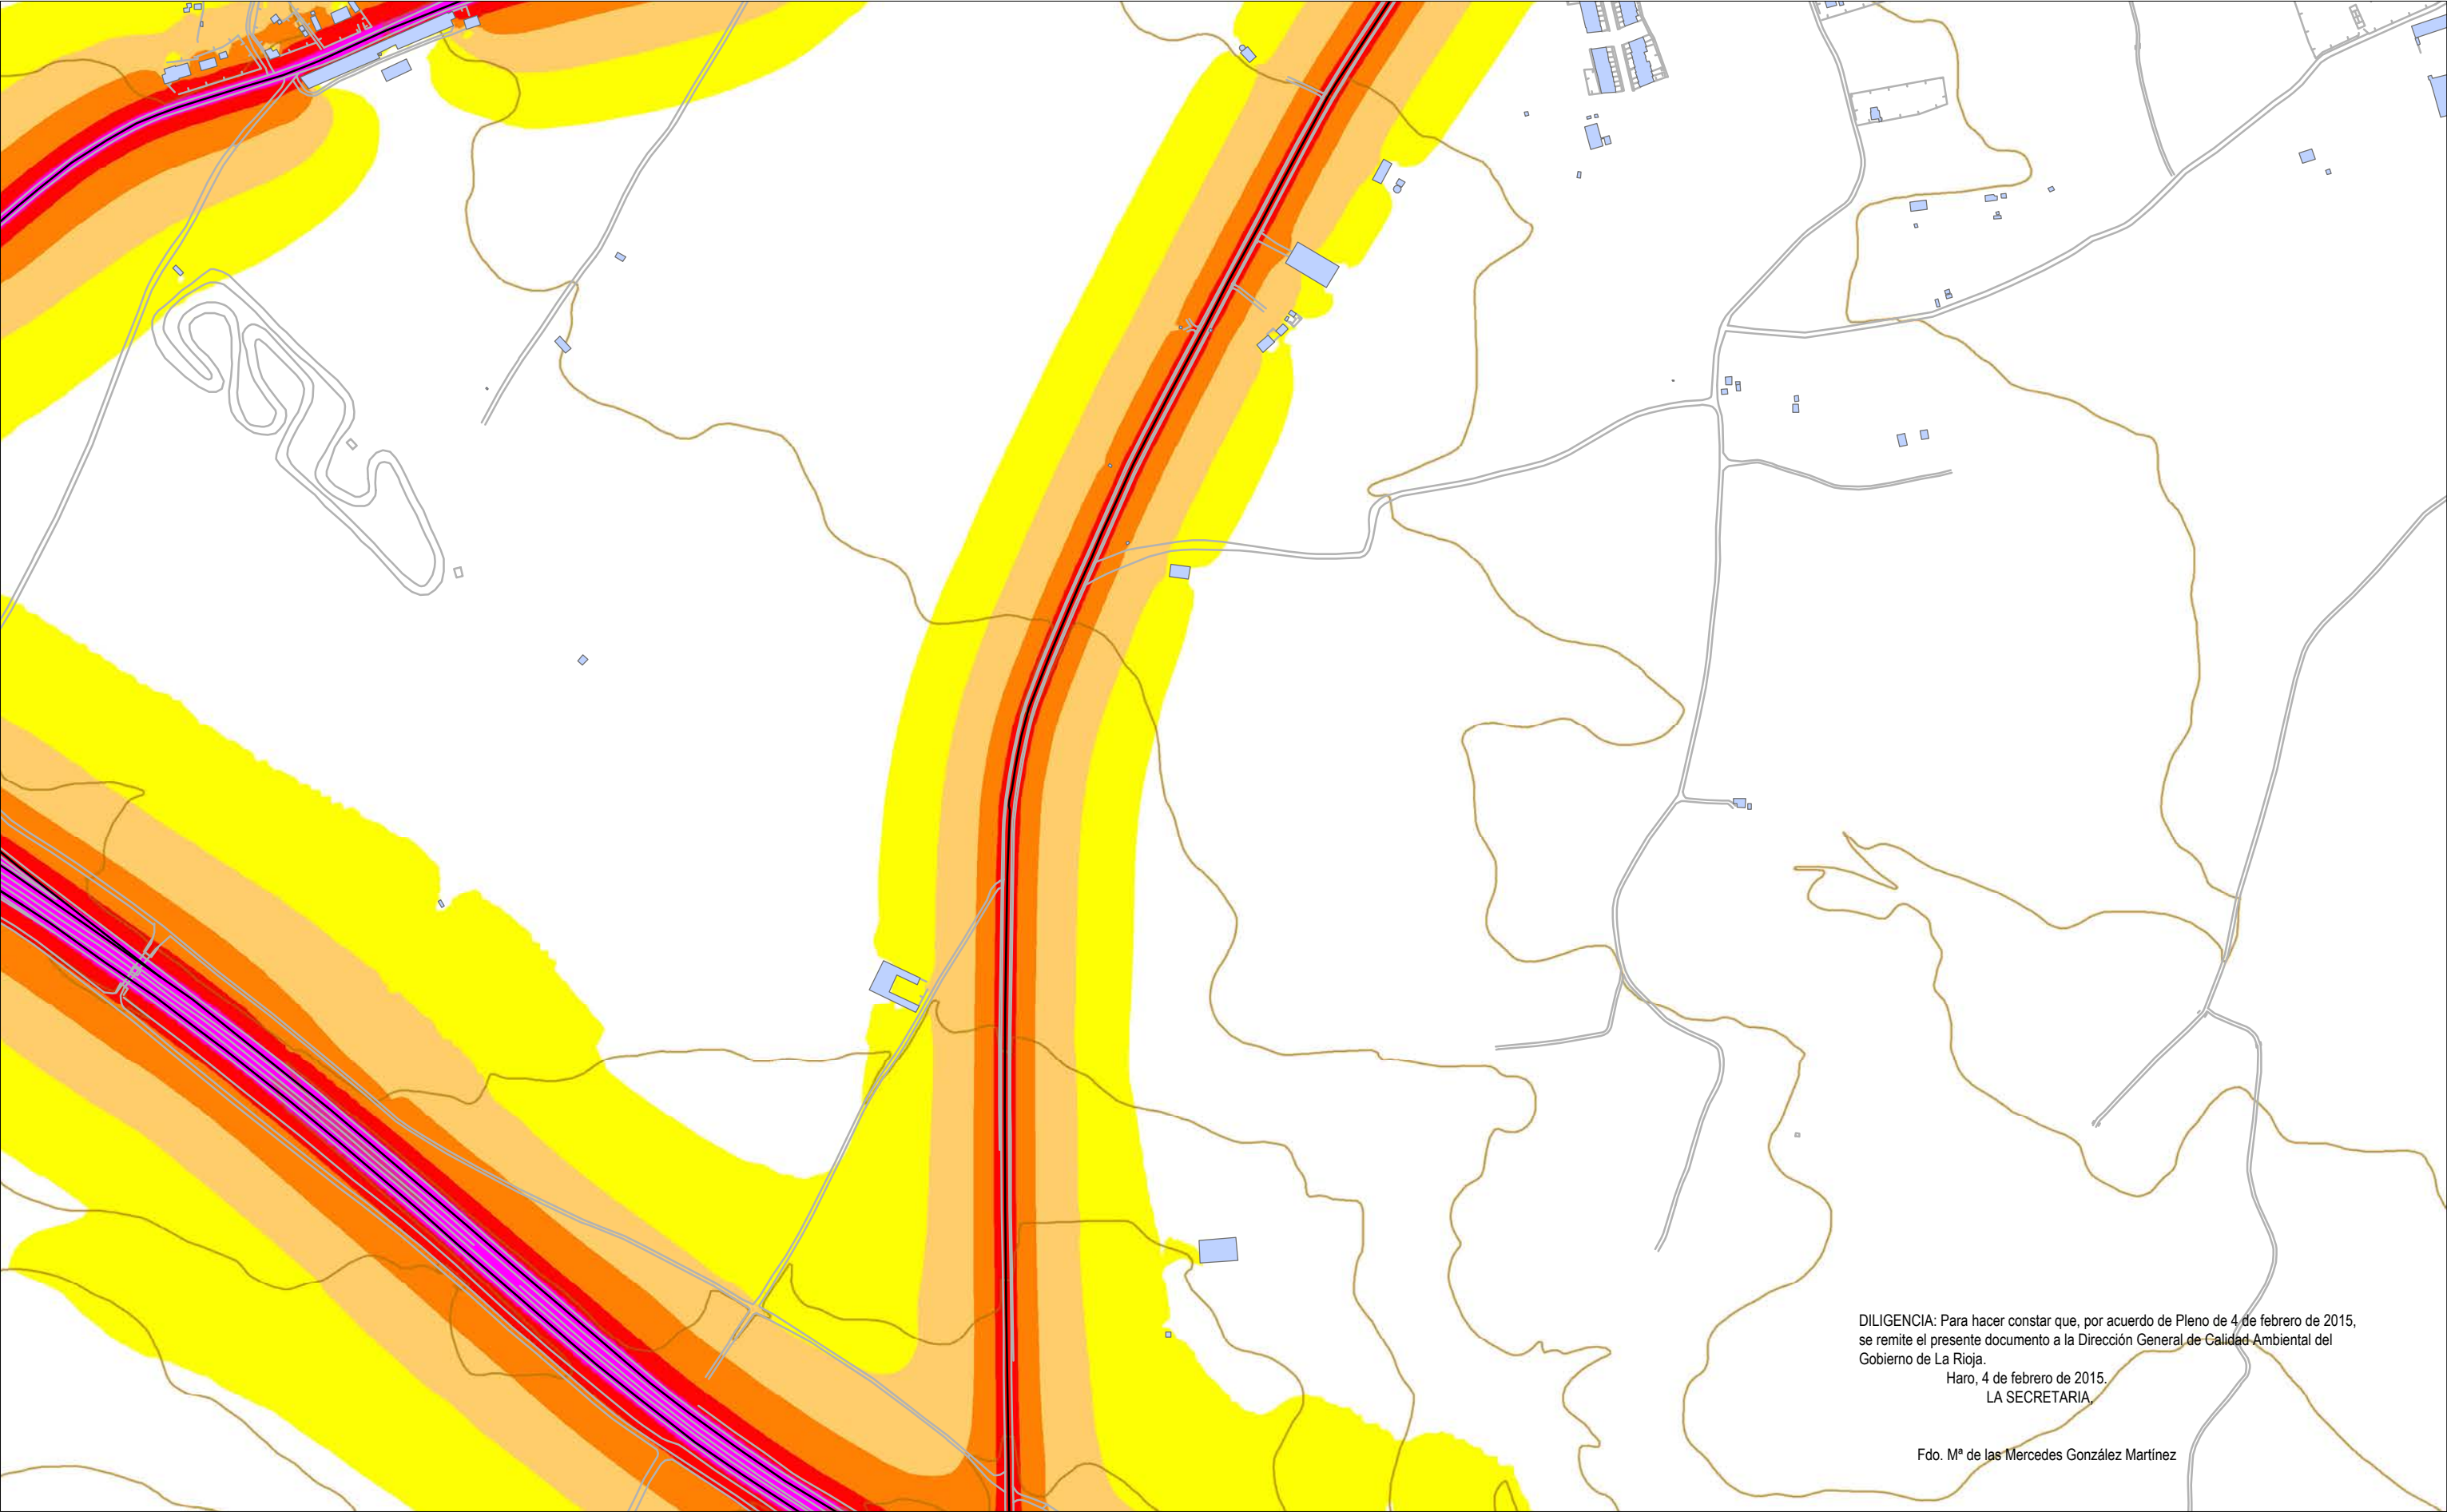 DILIGENCIA: Para hacer constar que, por acuerdo de Pleno de 4 de febrero de 2015,
se remite el presente documento a la Dirección General de Calidad Ambiental del
Gobierno de La Rioja.
Haro, 4 de febrero de 2015.
LA SECRETARIA,
Fdo. Mª de las Mercedes González Martínez